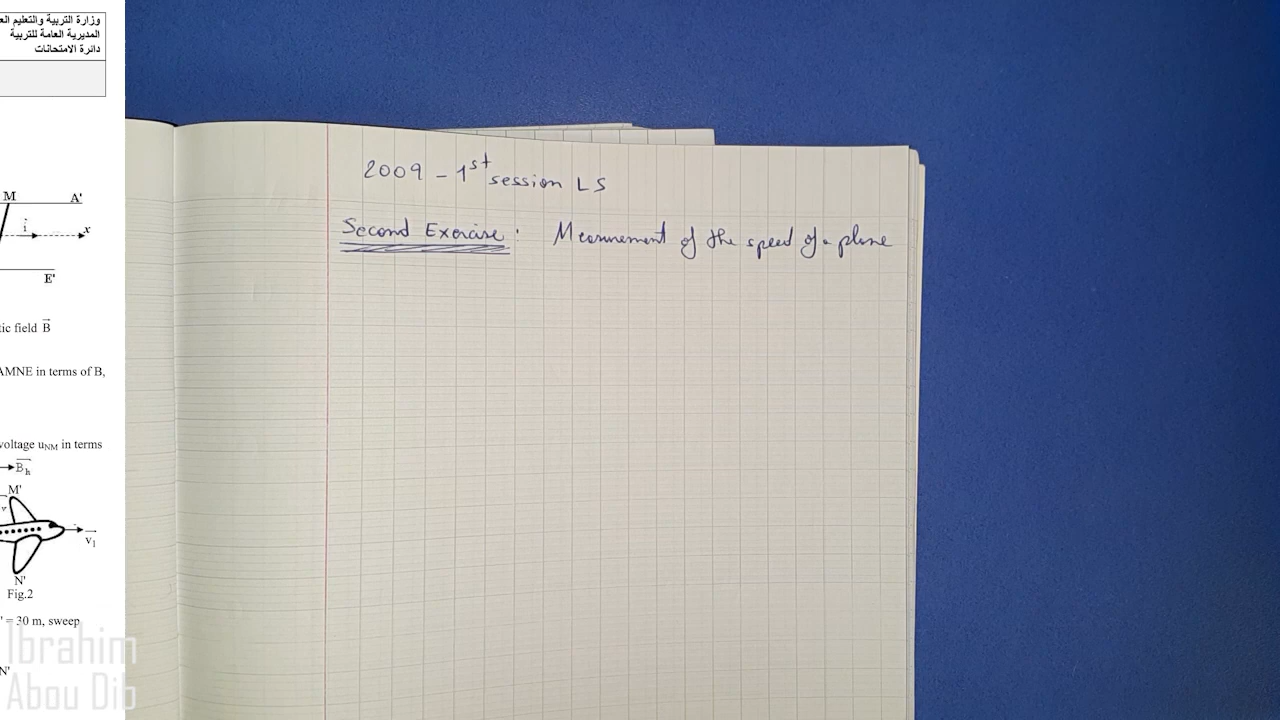 وزارة التربية والتعليم الع
المديرية العامة للتربية
دائرة الامتحانات
M
A'
i
x
E'
tic field B
AMNE in terms of B,
voltage uNM in terms
Bh
M'
v1
N'
Fig.2
' = 30 m, sweep
N'
Ibrahim
Abou Dib
2009 - 1st session LS
Second Exercise : Measurement of the speed of a plane